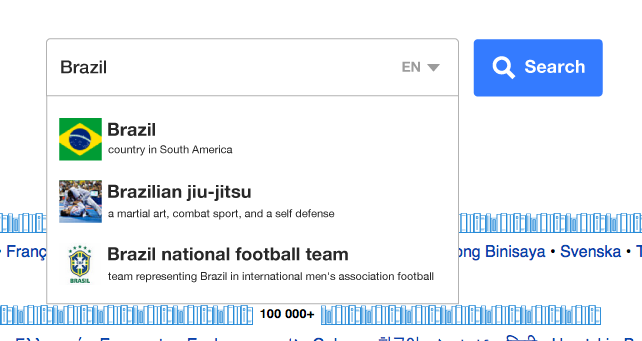 Brazil
EN
Search
Brazil
country in South America
Brazilian jiu-jitsu
a martial art, combat sport, and a self defense
Brazil national football team
team representing Brazil in international men's association football
BRASIL
• Franç
ong Binisaya • Svenska • T
100 000+